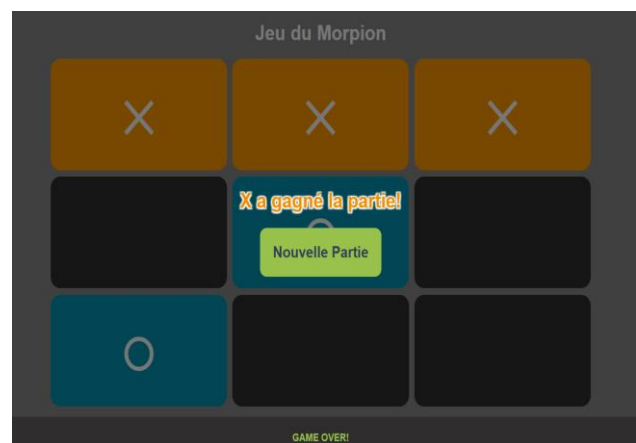 Jeu du Morpion
X X X
X a gagné la partie!
Nouvelle Partie
O
GAME OVER!